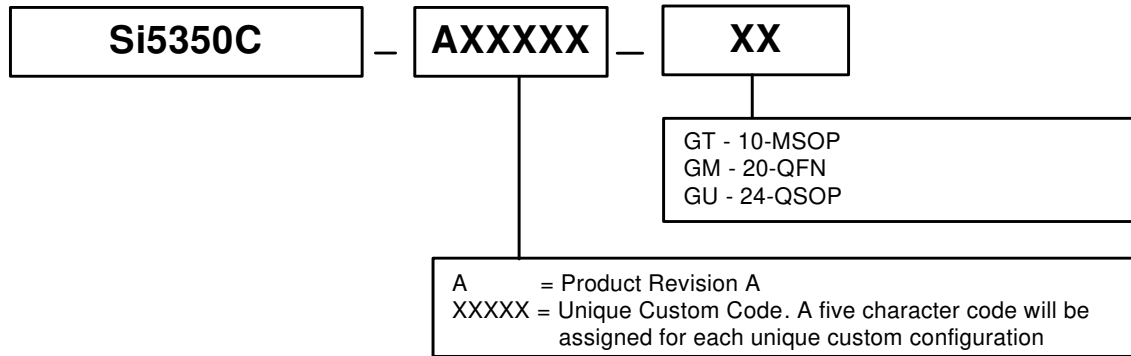 Si5350C – AXXXXX – XX
GT - 10-MSOP
GM - 20-QFN
GU - 24-QSOP
A = Product Revision A
XXXXX = Unique Custom Code. A five character code will be
assigned for each unique custom configuration